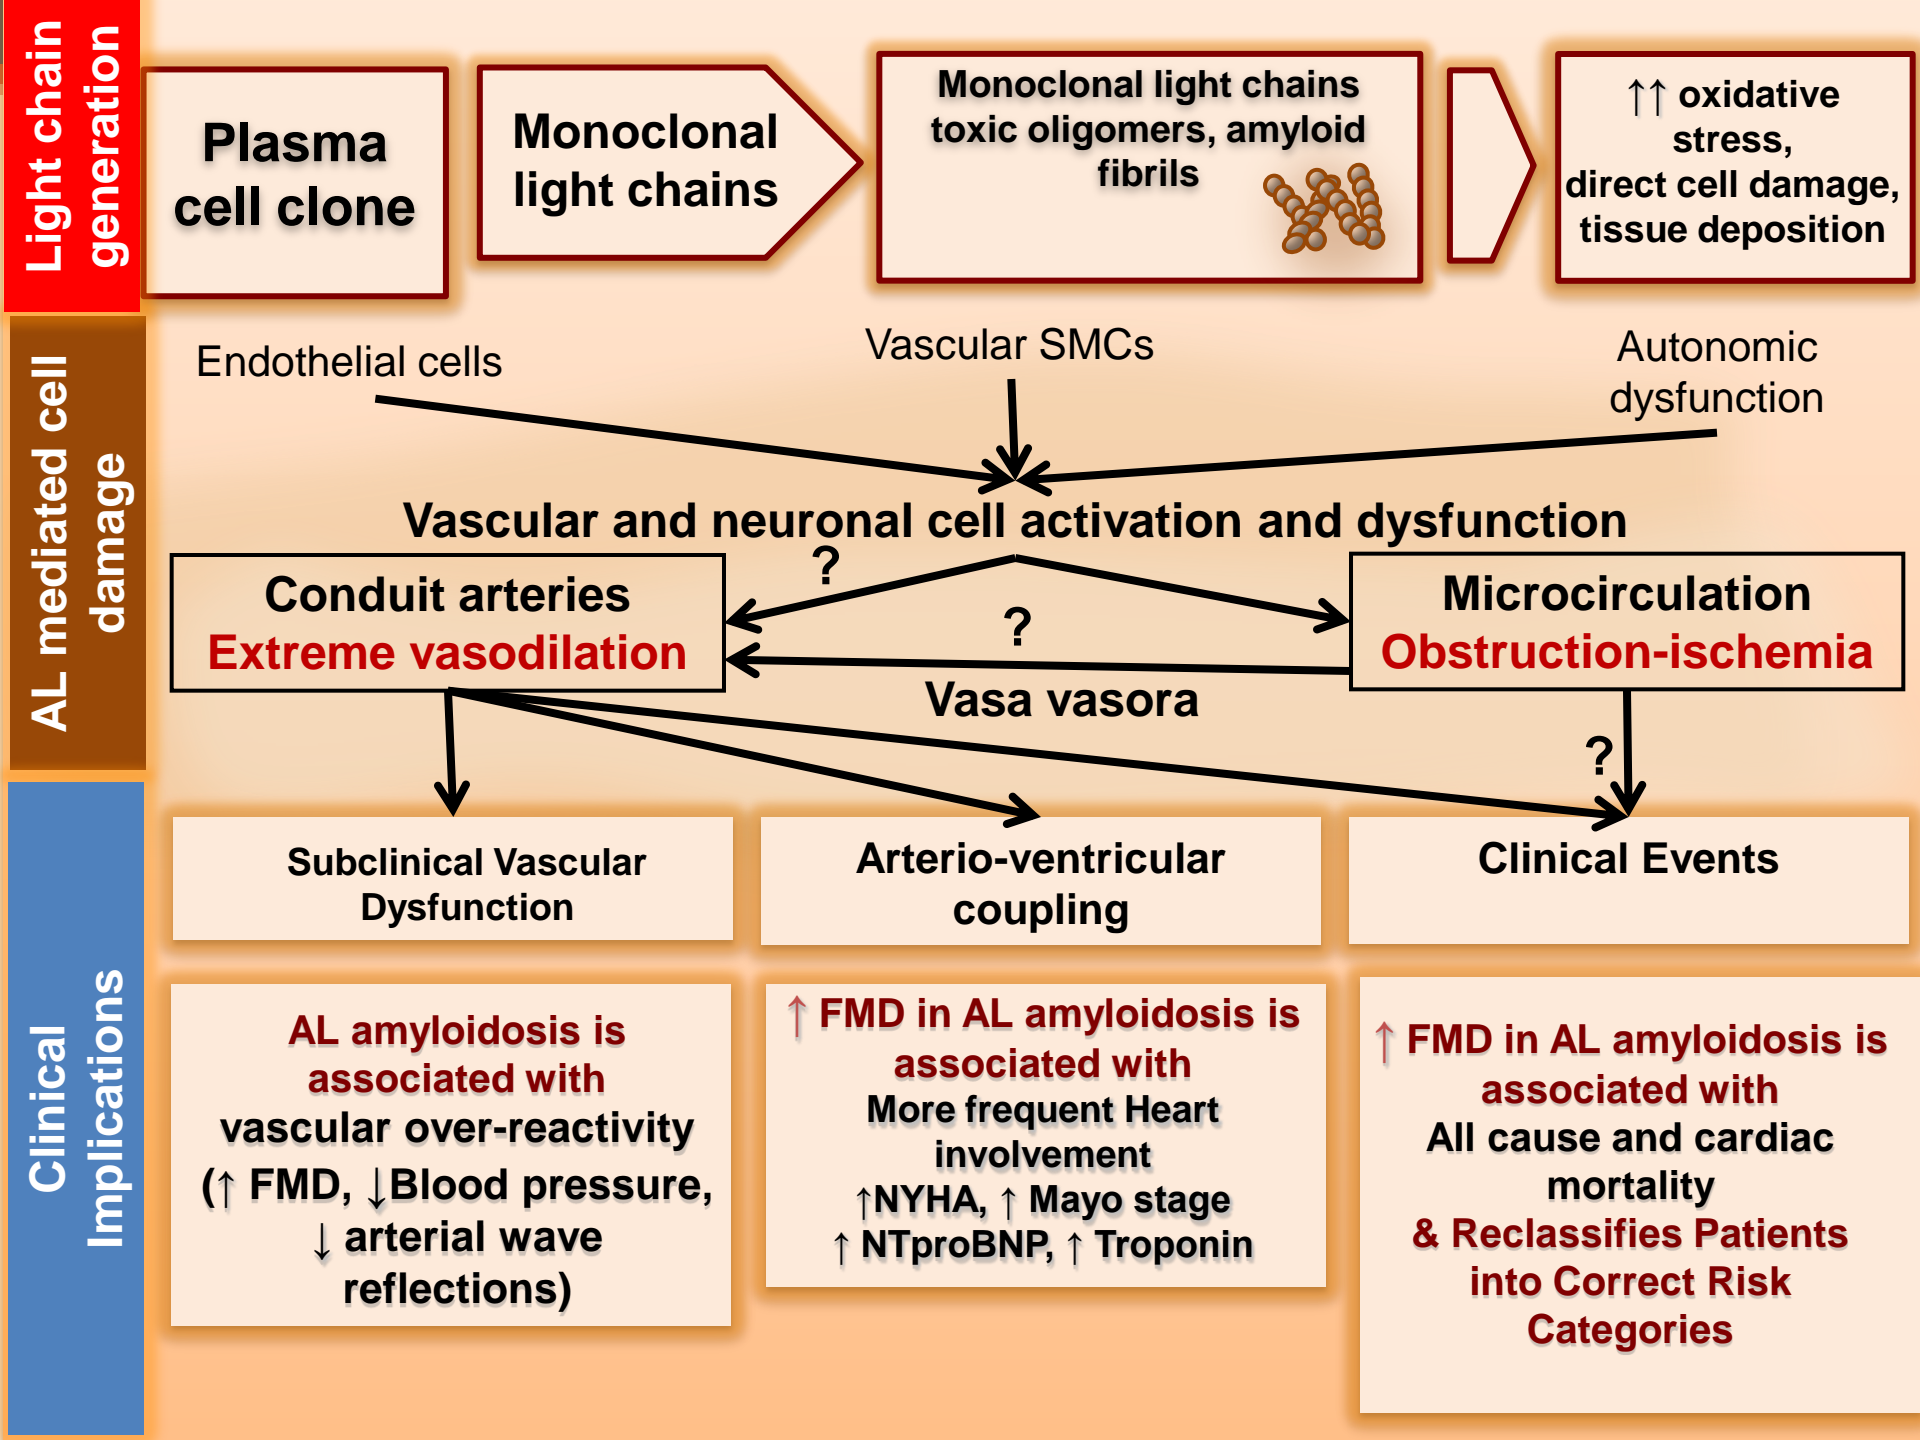 Light chain
generation
Plasma
cell clone
Monoclonal
light chains
Monoclonal light chains
toxic oligomers, amyloid
fibrils
↑↑ oxidative
stress,
direct cell damage,
tissue deposition
AL mediated cell
damage
Endothelial cells
Vascular SMCs
Autonomic
dysfunction
Vascular and neuronal cell activation and dysfunction
?
Conduit arteries
Extreme vasodilation
?
Vasa vasora
Microcirculation
Obstruction-ischemia
?
Clinical
Implications
Subclinical Vascular
Dysfunction
Arterio-ventricular
coupling
Clinical Events
AL amyloidosis is
associated with
vascular over-reactivity
(↑ FMD, ↓Blood pressure,
↓ arterial wave
reflections)
↑ FMD in AL amyloidosis is
associated with
More frequent Heart
involvement
↑NYHA, ↑ Mayo stage
↑ NTproBNP, ↑ Troponin
↑ FMD in AL amyloidosis is
associated with
All cause and cardiac
mortality
& Reclassifies Patients
into Correct Risk
Categories